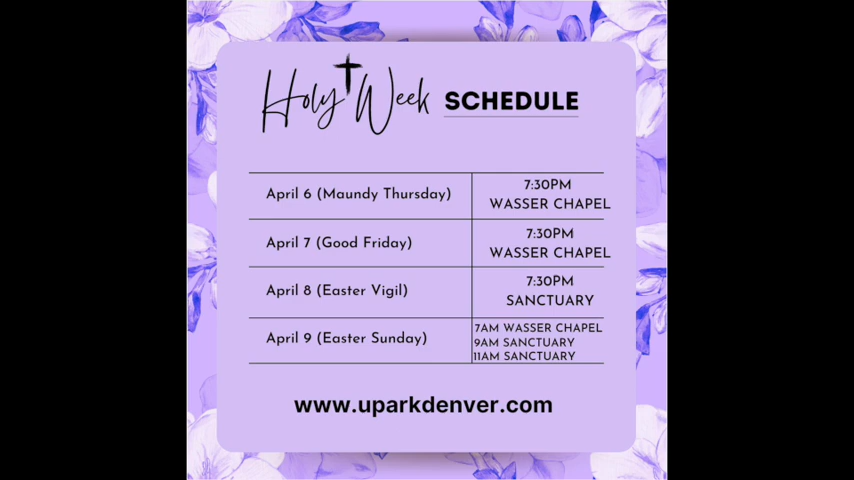 Holy Week SCHEDULE
April 6 (Maundy Thursday)
7:30PM
WASSER CHAPEL
April 7 (Good Friday)
7:30PM
WASSER CHAPEL
April 8 (Easter Vigil)
7:30PM
SANCTUARY
April 9 (Easter Sunday)
7AM WASSER CHAPEL
9AM SANCTUARY
11AM SANCTUARY
www.uparkdenver.com